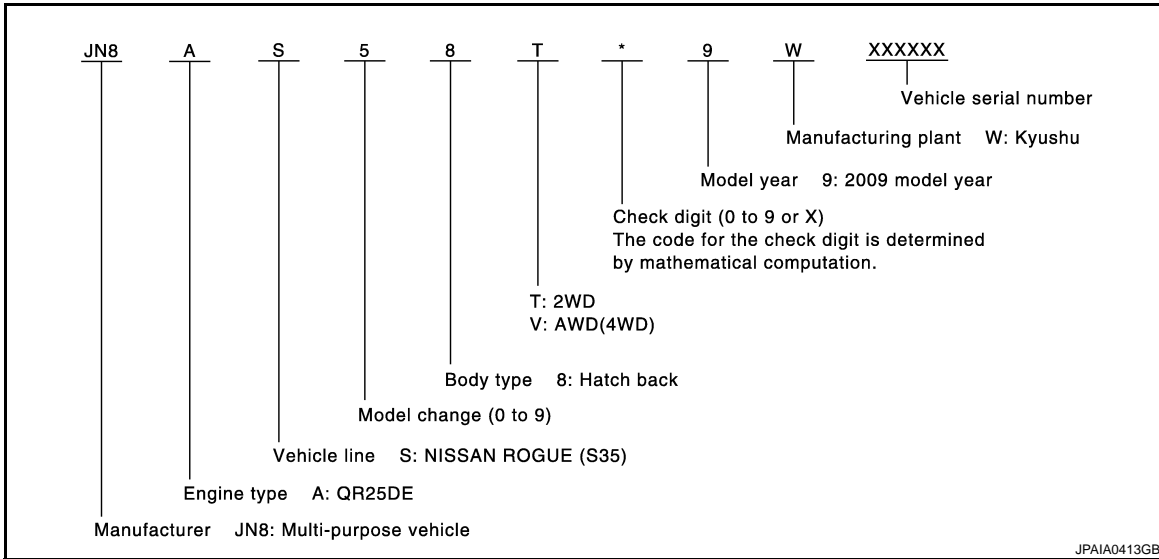 JN8 A S 5 8 T * 9 W XXXXXX
Vehicle serial number
Manufacturing plant W: Kyushu
Model year 9: 2009 model year
Check digit (0 to 9 or X)
The code for the check digit is determined
by mathematical computation.
T: 2WD
V: AWD(4WD)
Body type 8: Hatch back
Model change (0 to 9)
Vehicle line S: NISSAN ROGUE (S35)
Engine type A: QR25DE
Manufacturer JN8: Multi-purpose vehicle
JPAIA0413GB